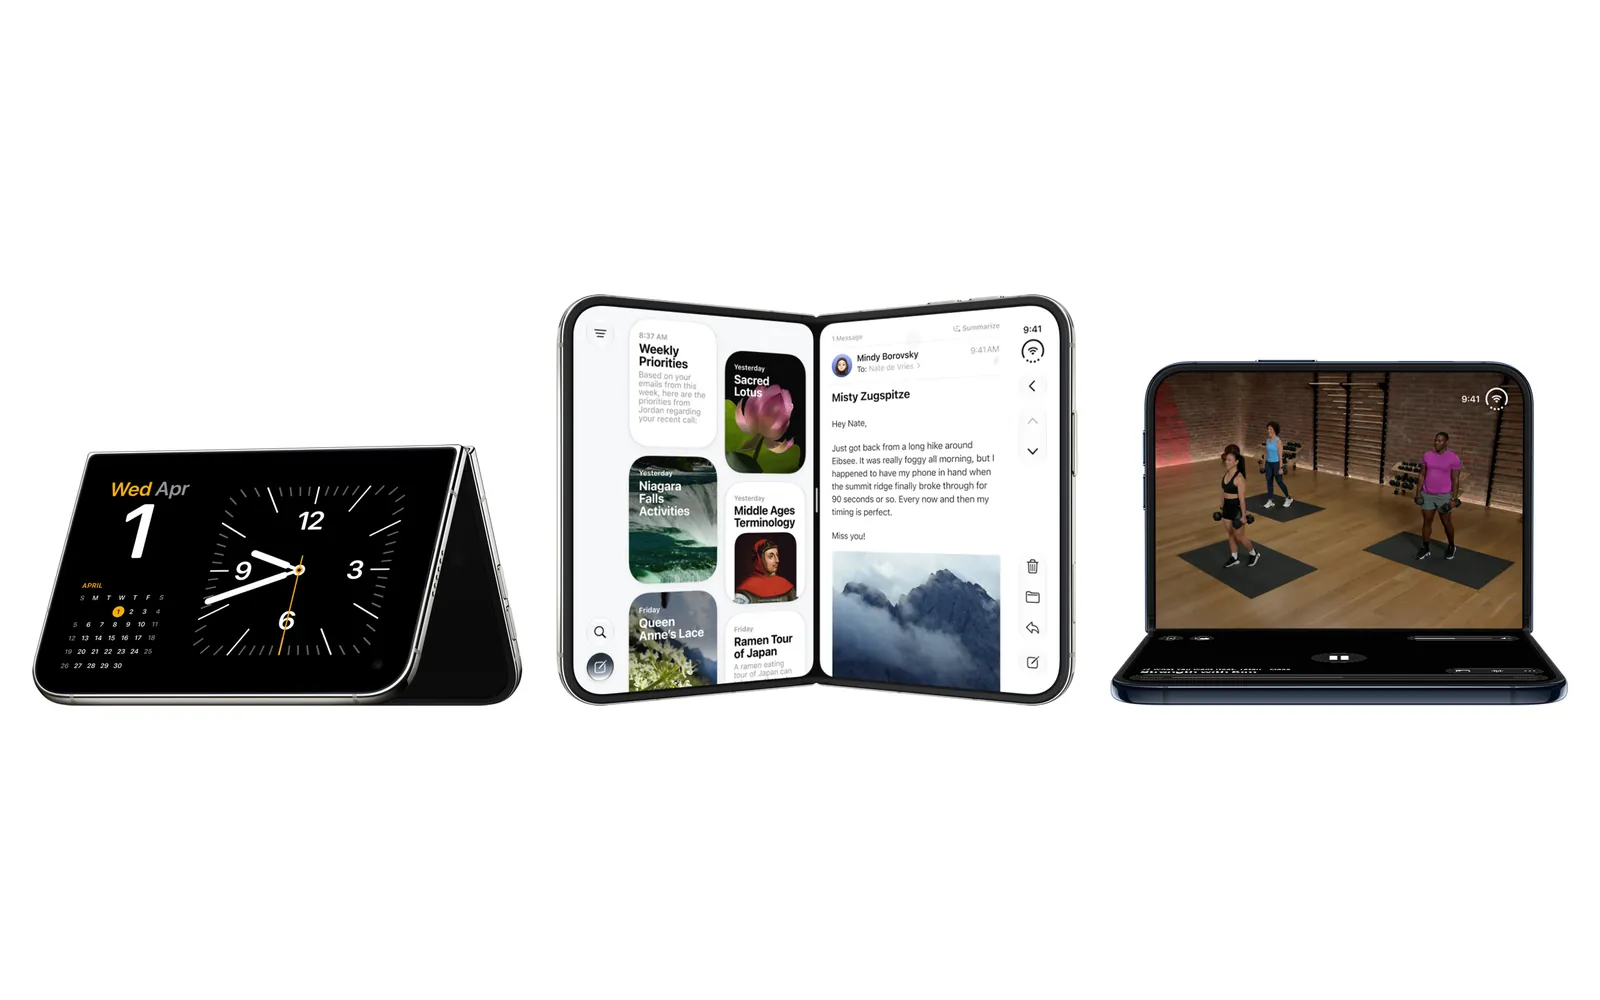 Wed Apr
1
APRIL
S M T W T F S
1 2 3 4
5 6 7 8 9 10 11
12 13 14 15 16 17 18
19 20 21 22 23 24 25
26 27 28 29 30
12
9
3
6
8:37 AM
Weekly
Priorities
Based on your
emails from this
week, here are the
priorities from
Jordan regarding
your recent call:
Yesterday
Sacred
Lotus
Yesterday
Niagara
Falls
Activities
Yesterday
Middle Ages
Terminology
Friday
Queen
Anne's Lace
Friday
Ramen Tour
of Japan
A ramen eating
tour of Japan can
1 Message
Summarize
9:41
Mindy Borovsky
9:41 AM
To: Nate de Vries
Misty Zugspitze
Hey Nate,
Just got back from a long hike around
Eibsee. It was really foggy all morning, but I
happened to have my phone in hand when
the summit ridge finally broke through for
90 seconds or so. Every now and then my
timing is perfect.
Miss you!
9:41
Strength with Kim